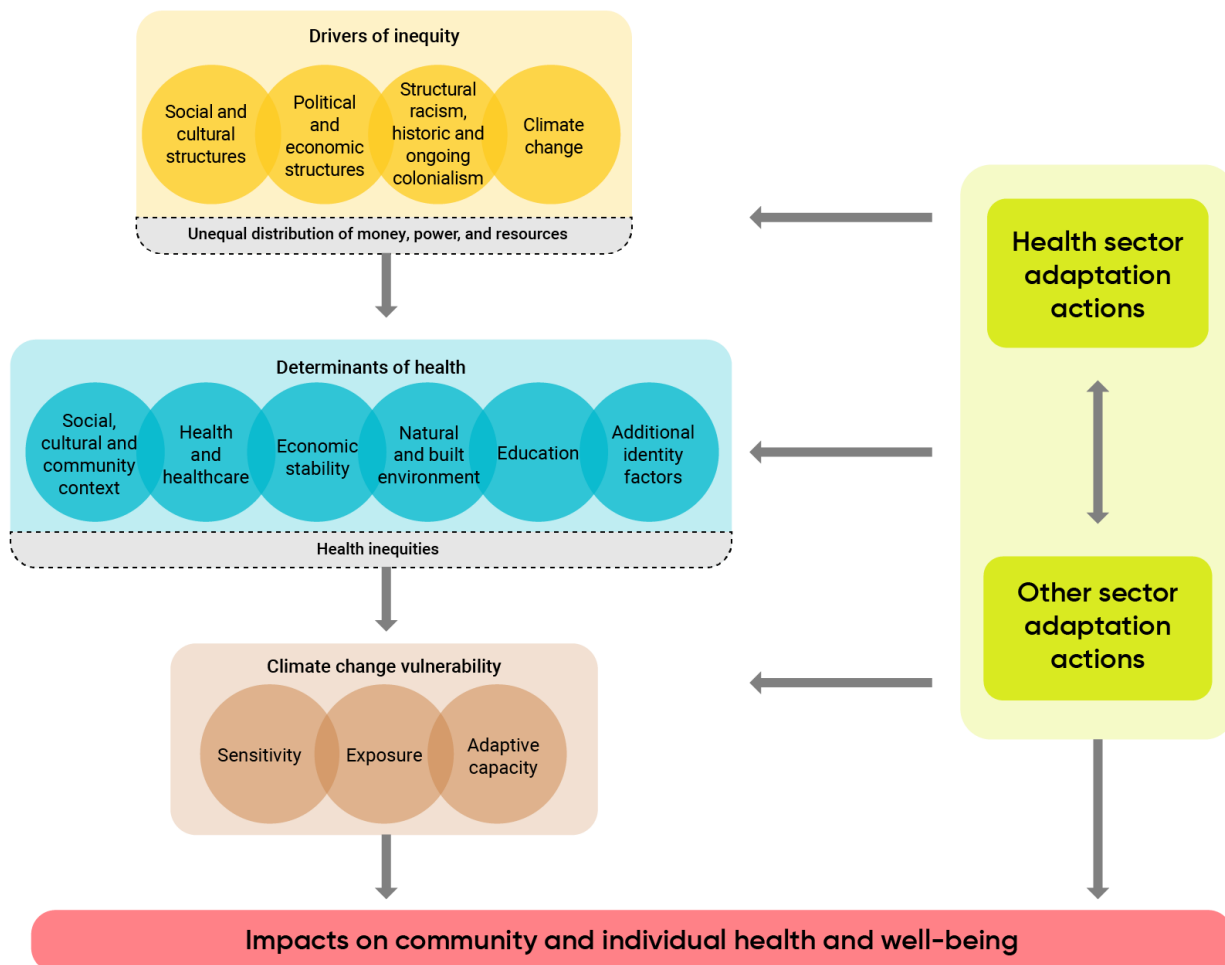 Drivers of inequity
Social and
cultural
structures
Political
and
economic
structures
Structural
racism,
historic and
ongoing
colonialism
Climate
change
Unequal distribution of money, power, and resources
Determinants of health
Social,
cultural and
community
context
Health
and
healthcare
Economic
stability
Natural
and built
environment
Education
Additional
identity
factors
Health inequities
Climate change vulnerability
Sensitivity
Exposure
Adaptive
capacity
Health sector
adaptation
actions
Other sector
adaptation
actions
Impacts on community and individual health and well-being